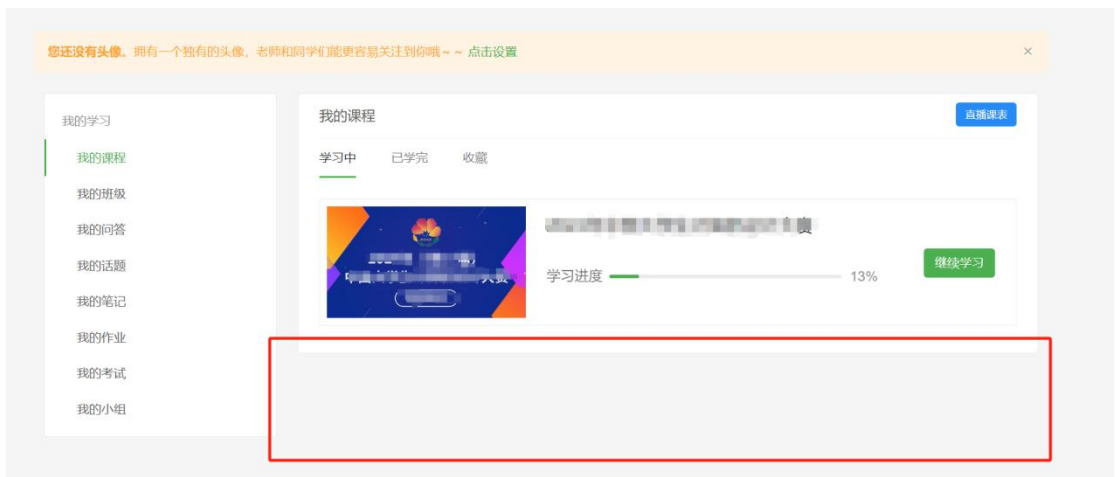 您还没有头像。拥有一个独有的头像，老师和同学们能更容易关注到你哦~ ~ 点击设置 ×
我的学习
我的课程
我的班级
我的问答
我的话题
我的笔记
我的作业
我的考试
我的小组
我的课程 直播课表
学习中 已学完 收藏
学习进度 13% 继续学习